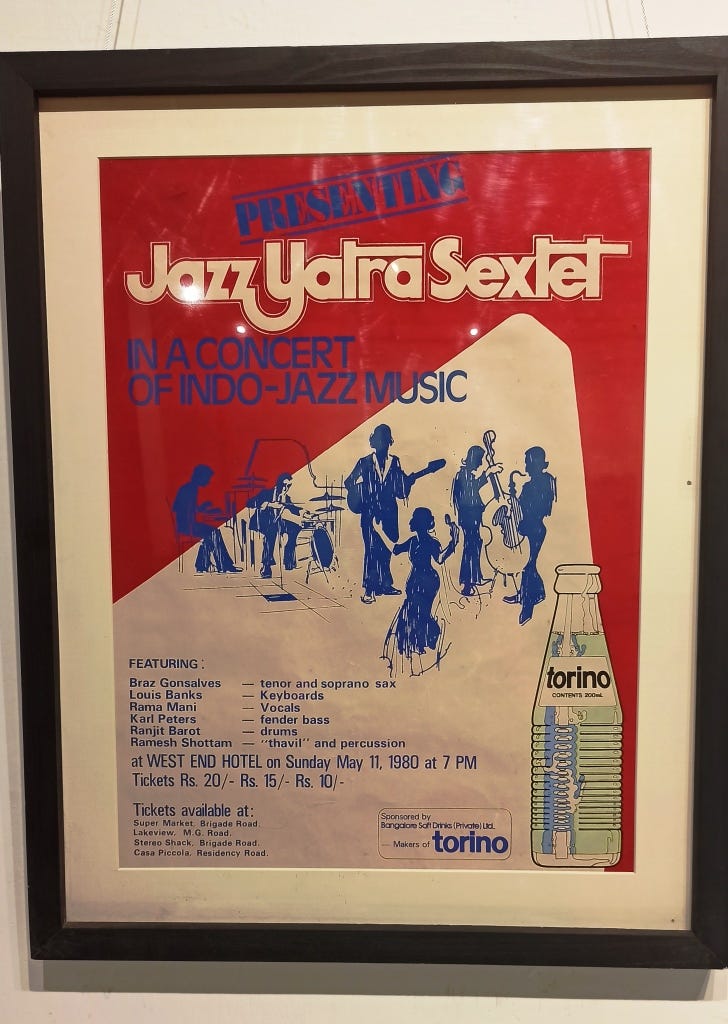 PRESENTING
Jazz Yatra Sextet
IN A CONCERT
OF INDO-JAZZ MUSIC
FEATURING:
Braz Gonsalves — tenor and soprano sax
Louis Banks — Keyboards
Rama Mani — Vocals
Karl Peters — fender bass
Ranjit Barot — drums
Ramesh Shottam — "thavil" and percussion
at WEST END HOTEL on Sunday May 11, 1980 at 7 PM
Tickets Rs. 20/- Rs. 15/- Rs. 10/-
Tickets available at:
Super Market, Brigade Road.
Lakeview, M.G. Road.
Stereo Shack, Brigade Road.
Casa Piccola, Residency Road.
Sponsored by
Bangalore Soft Drinks (Private) Ltd.
— Makers of torino
torino
CONTENTS 200mL